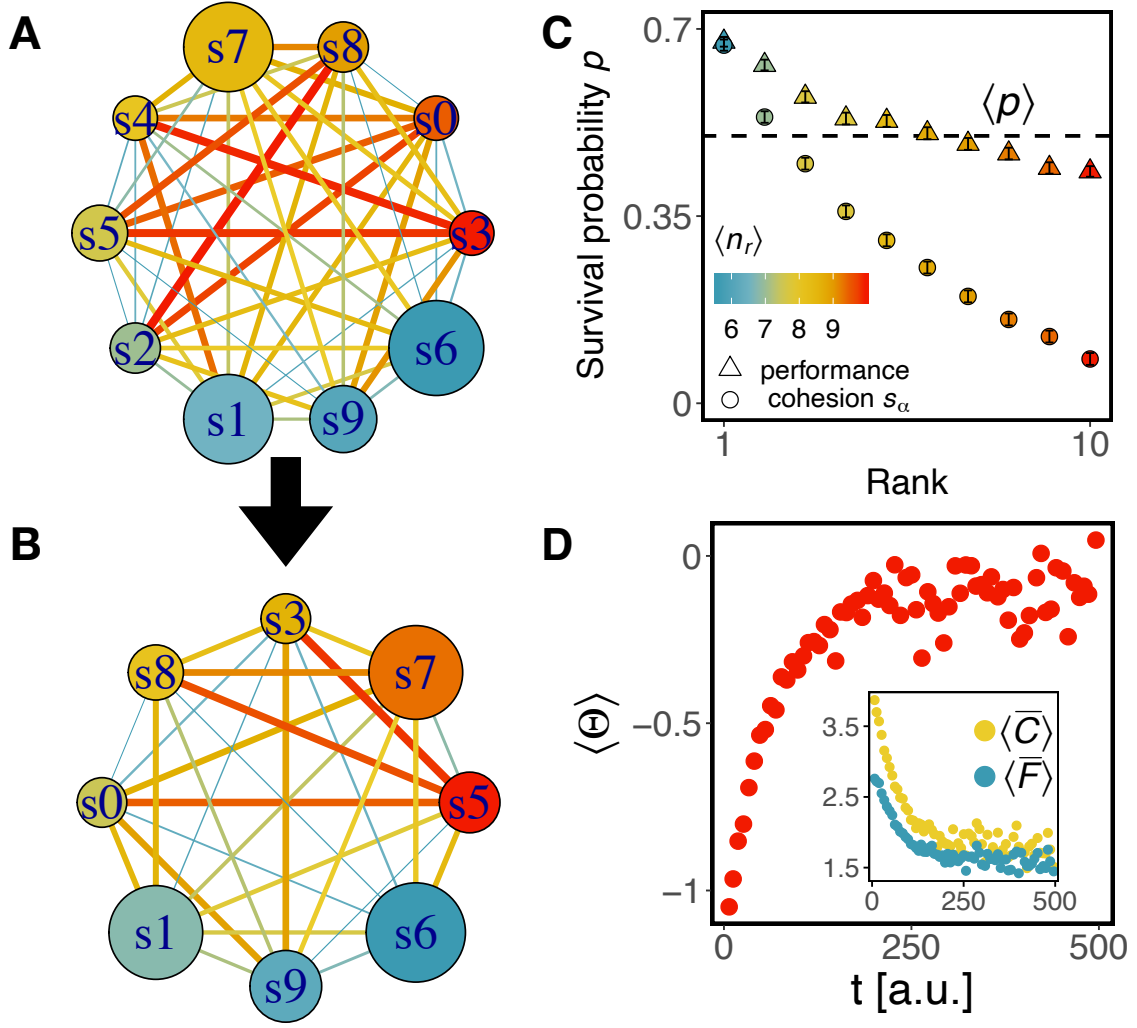 A
s7
s8
s4
s0
s5
s3
s2
s6
s1
s9
B
s3
s8
s7
s0
s5
s1
s6
s9
C
Survival probability p
0.7
0.35
0
⟨p⟩
⟨n_r⟩
6 7 8 9
performance
cohesion s_α
1 10
Rank
D
⟨Θ⟩
0
−0.5
−1
3.5
2.5
1.5
⟨C̅⟩
⟨F̅⟩
0 250 500
0 250 500
t [a.u.]